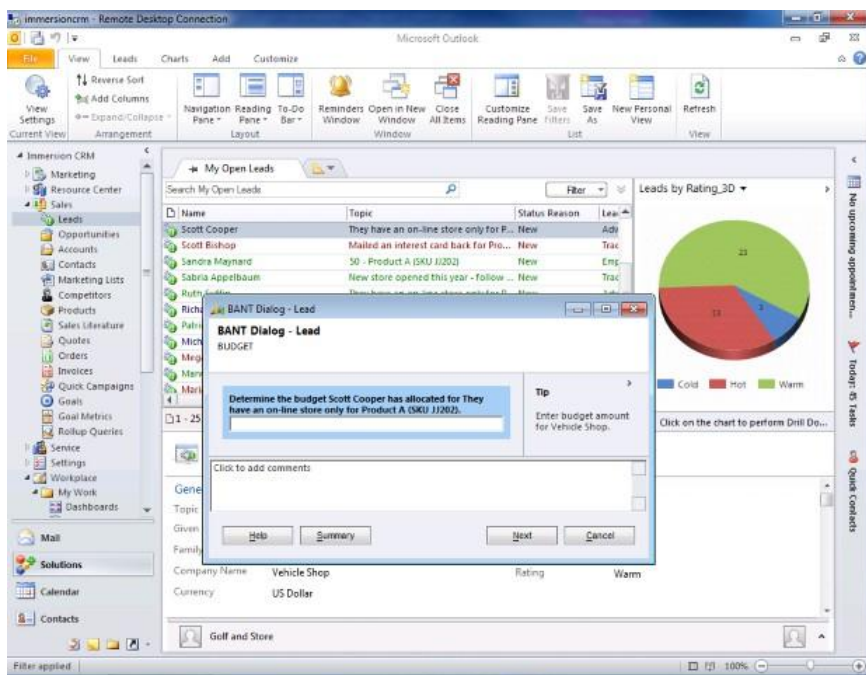 immersioncrm - Remote Desktop Connection
Microsoft Outlook
File View Leads Charts Add Customize
View Settings
Reverse Sort
Add Columns
Expand/Collapse
Navigation Pane
Reading Pane
To-Do Bar
Reminders Window
Open in New Window
Close All Items
Customize Reading Pane
Save Filters
Save As
New Personal View
Refresh
Current View Arrangement Layout Window List View
Immersion CRM
Marketing
Resource Center
Sales
Leads
Opportunities
Accounts
Contacts
Marketing Lists
Competitors
Products
Sales Literature
Quotes
Orders
Invoices
Quick Campaigns
Goals
Goal Metrics
Rollup Queries
Service
Settings
Workplace
My Work
Dashboards
Mail
Solutions
Calendar
Contacts
My Open Leads
Search My Open Leads
Filter
Name Topic Status Reason
Scott Cooper They have an on-line store only for P... New
Scott Bishop Mailed an interest card back for Pro... New
Sandra Maynard 50 - Product A (SKU JJ202) New
Sabria Appelbaum New store opened this year - follow ... New
1 - 25
Leads by Rating_3D
23
13
3
Cold Hot Warm
Click on the chart to perform Drill Do...
BANT Dialog - Lead
BANT Dialog - Lead
BUDGET
Determine the budget Scott Cooper has allocated for They
have an on-line store only for Product A (SKU JJ202).
Tip
Enter budget amount
for Vehicle Shop.
Click to add comments
Help Summary Next Cancel
Topic
Given
Family
Company Name Vehicle Shop Rating Warm
Currency US Dollar
Golf and Store
No upcoming appointmen...
Today: 45 Tasks
Quick Contacts
Filter applied
100%